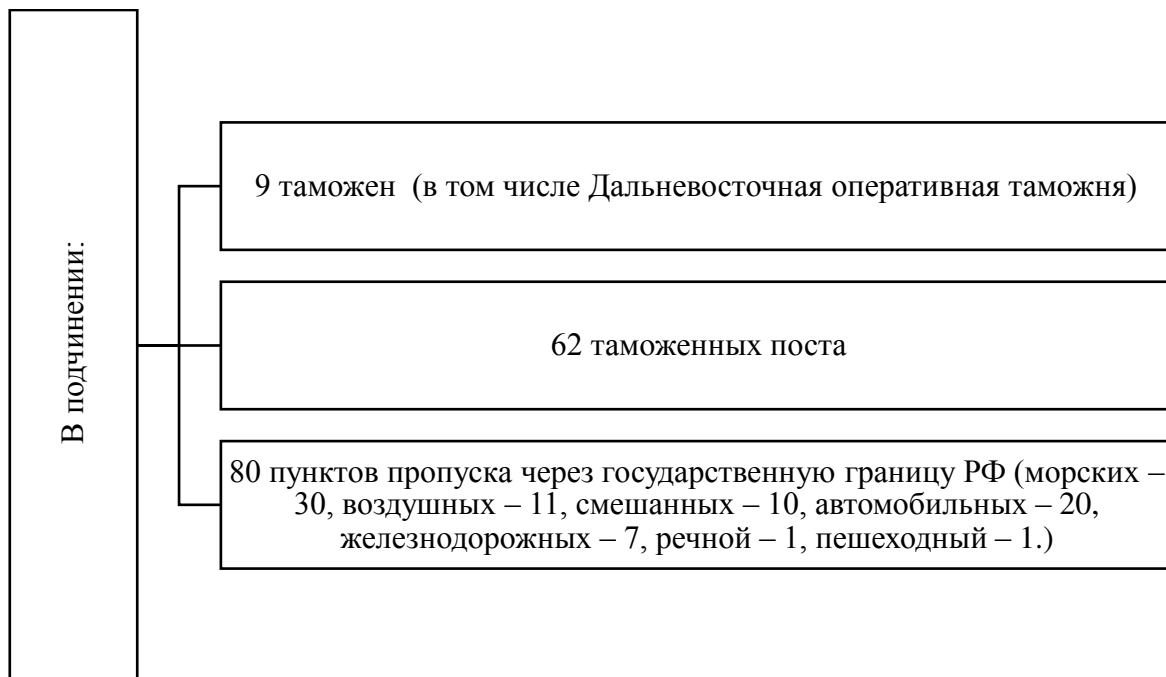 В подчинении:
9 таможен (в том числе Дальневосточная оперативная таможня)
62 таможенных поста
80 пунктов пропуска через государственную границу РФ (морских –
30, воздушных – 11, смешанных – 10, автомобильных – 20,
железнодорожных – 7, речной – 1, пешеходный – 1.)